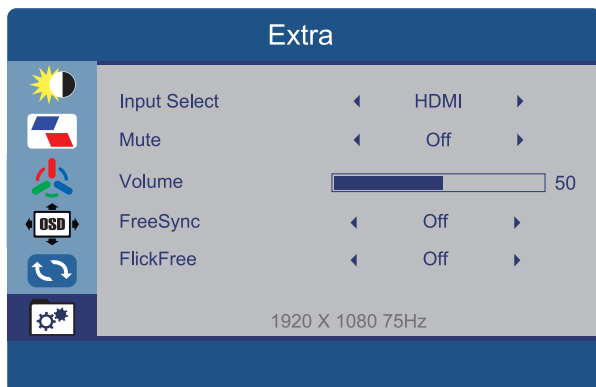 Extra
Input Select HDMI
Mute Off
Volume 50
OSD
FreeSync Off
FlickFree Off
1920 X 1080 75Hz